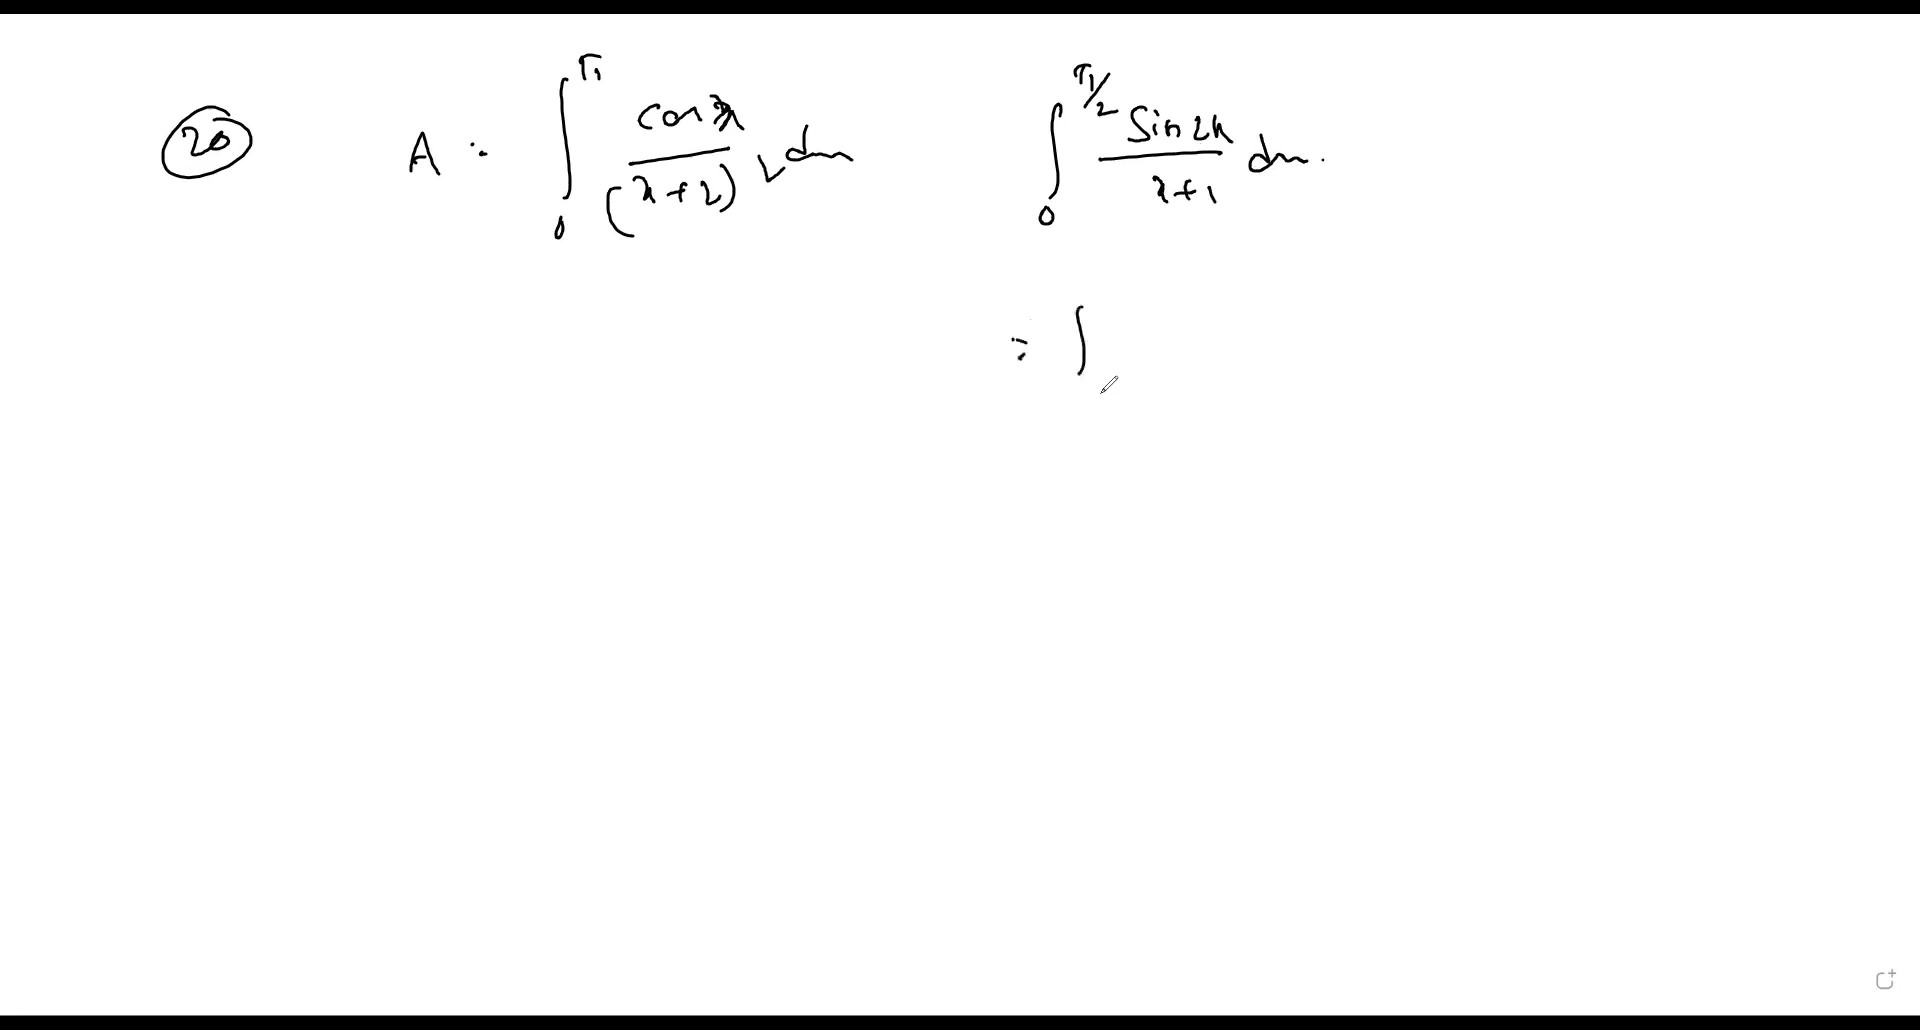 (20) A = ∫_0^π cos x / (x+2)^2 dx ∫_0^{π/2} sin 2x / (x+1) dx.
= ∫